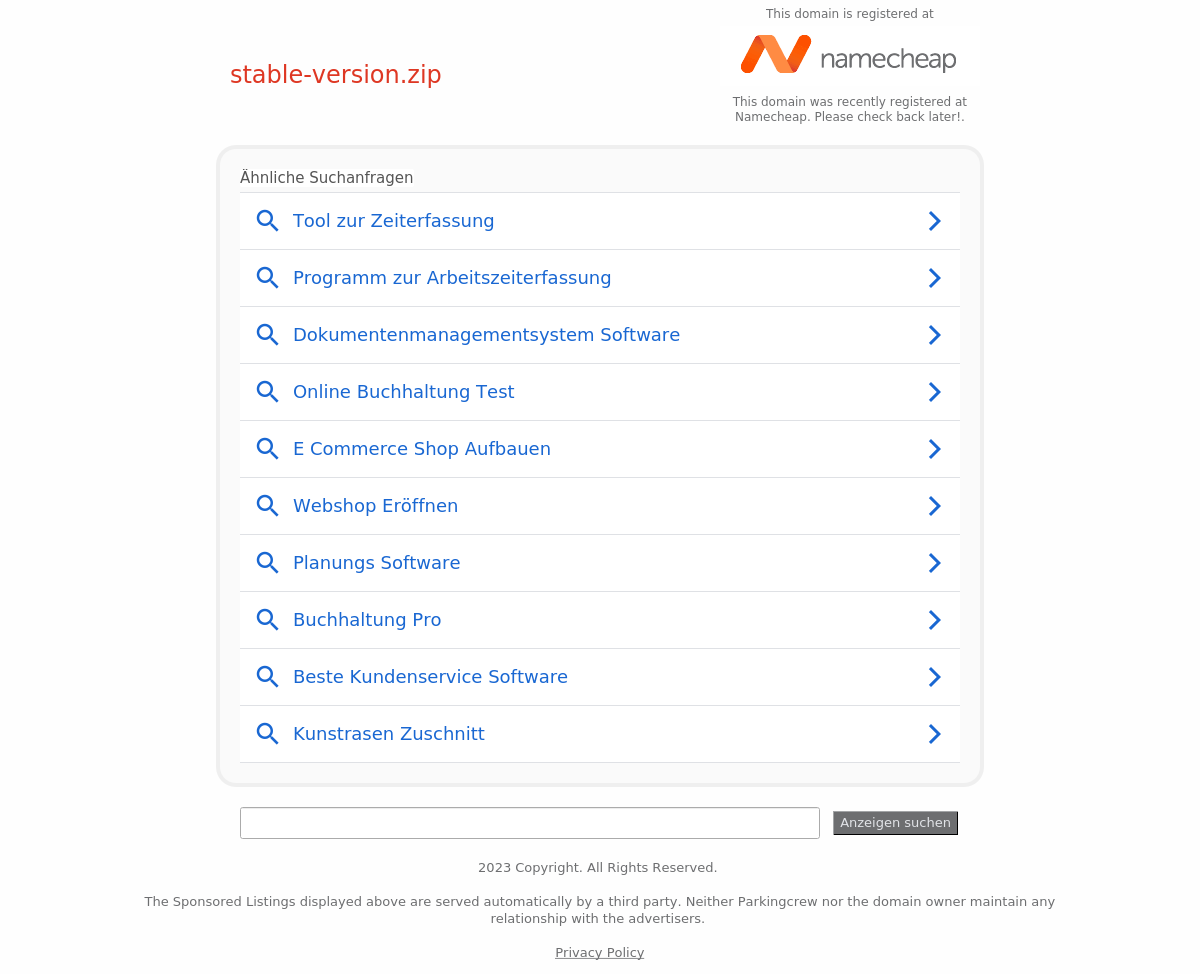 This domain is registered at
namecheap
stable-version.zip
This domain was recently registered at
Namecheap. Please check back later!.
Ähnliche Suchanfragen
Tool zur Zeiterfassung
Programm zur Arbeitszeiterfassung
Dokumentenmanagementsystem Software
Online Buchhaltung Test
E Commerce Shop Aufbauen
Webshop Eröffnen
Planungs Software
Buchhaltung Pro
Beste Kundenservice Software
Kunstrasen Zuschnitt
Anzeigen suchen
2023 Copyright. All Rights Reserved.
The Sponsored Listings displayed above are served automatically by a third party. Neither Parkingcrew nor the domain owner maintain any
relationship with the advertisers.
Privacy Policy